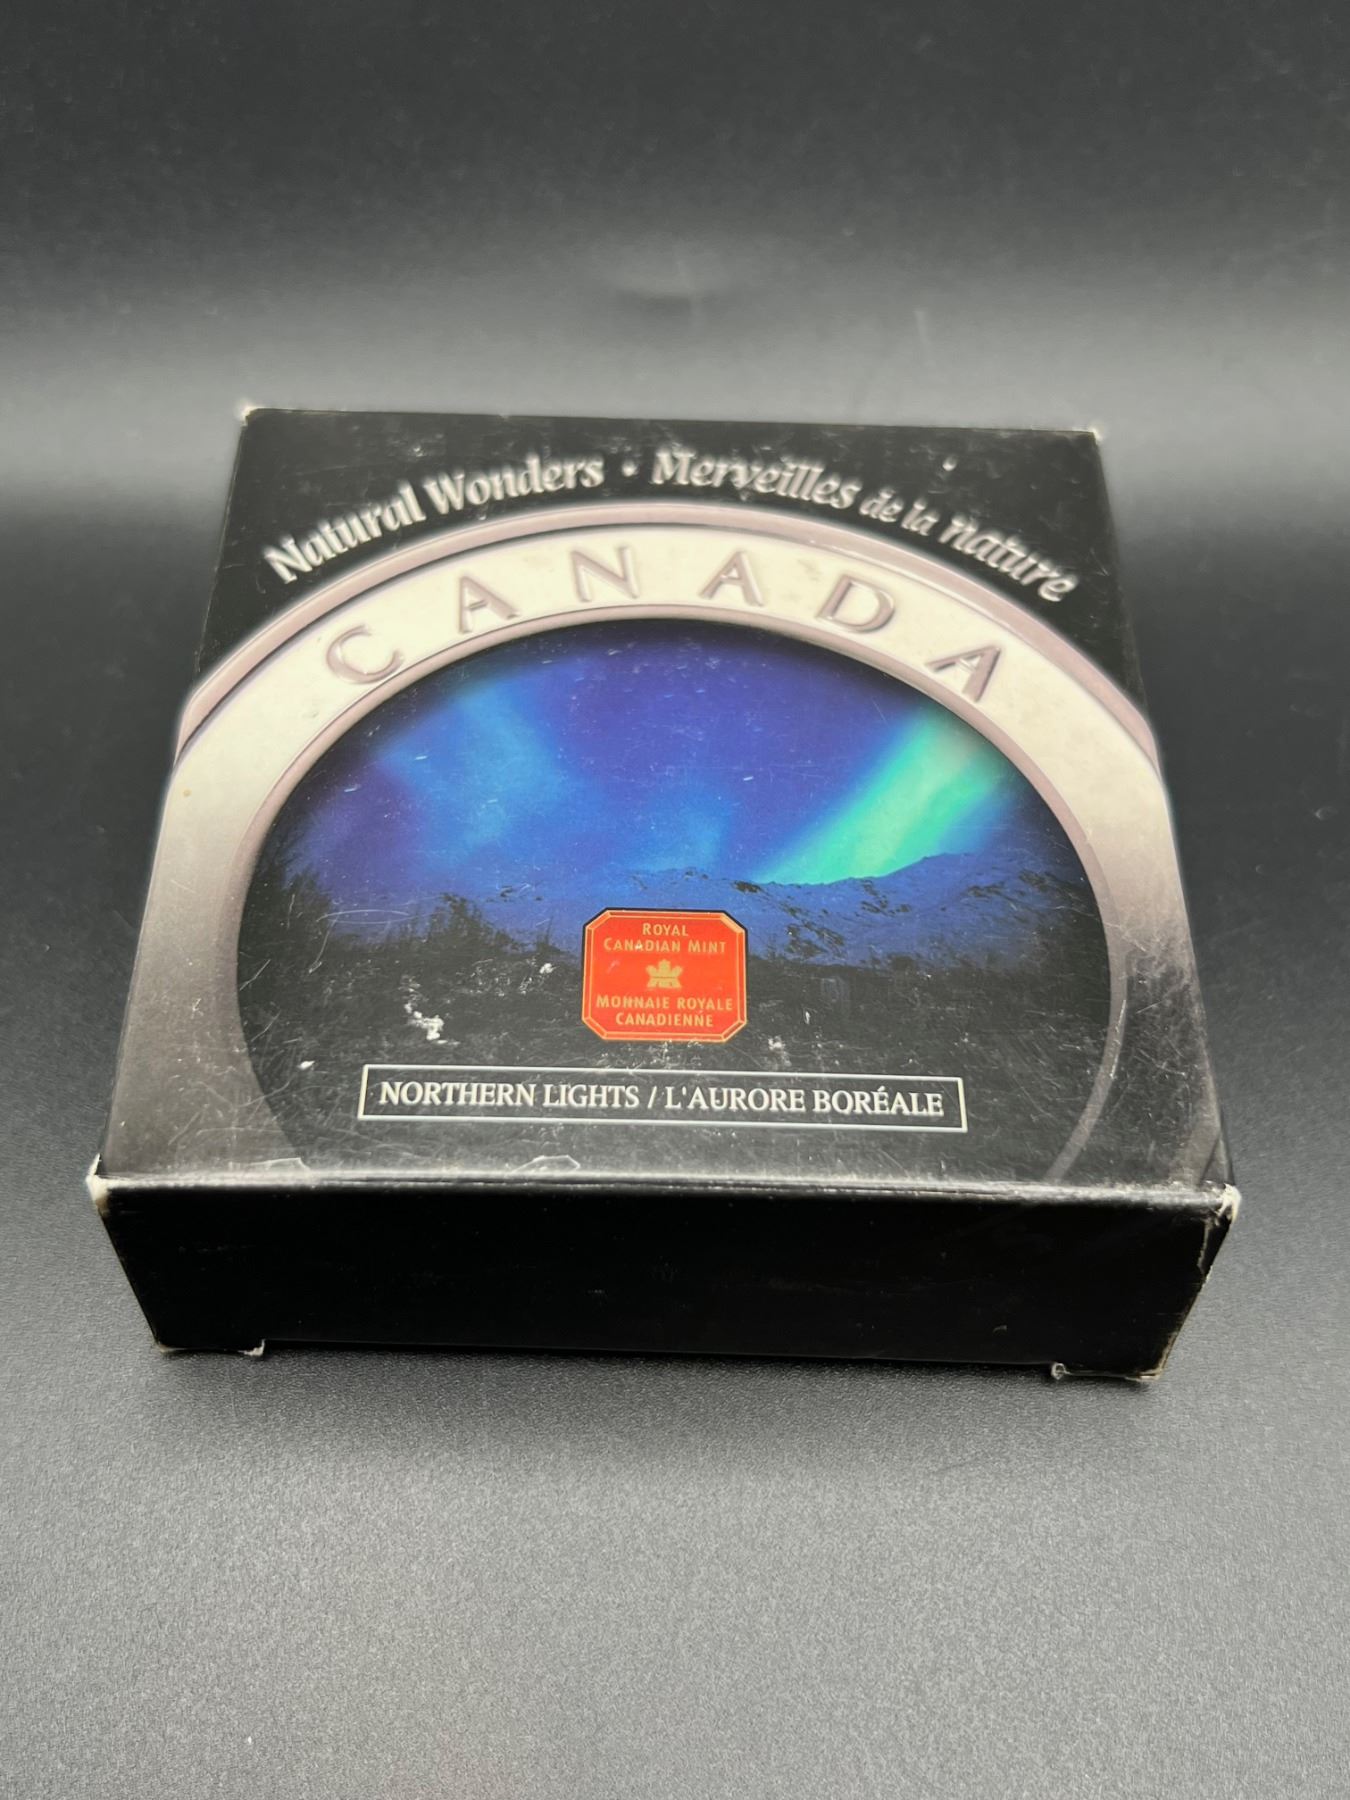 Natural Wonders • Merveilles de la nature
CANADA
ROYAL
CANADIAN MINT
MONNAIE ROYALE
CANADIENNE
NORTHERN LIGHTS / L'AURORE BORÉALE